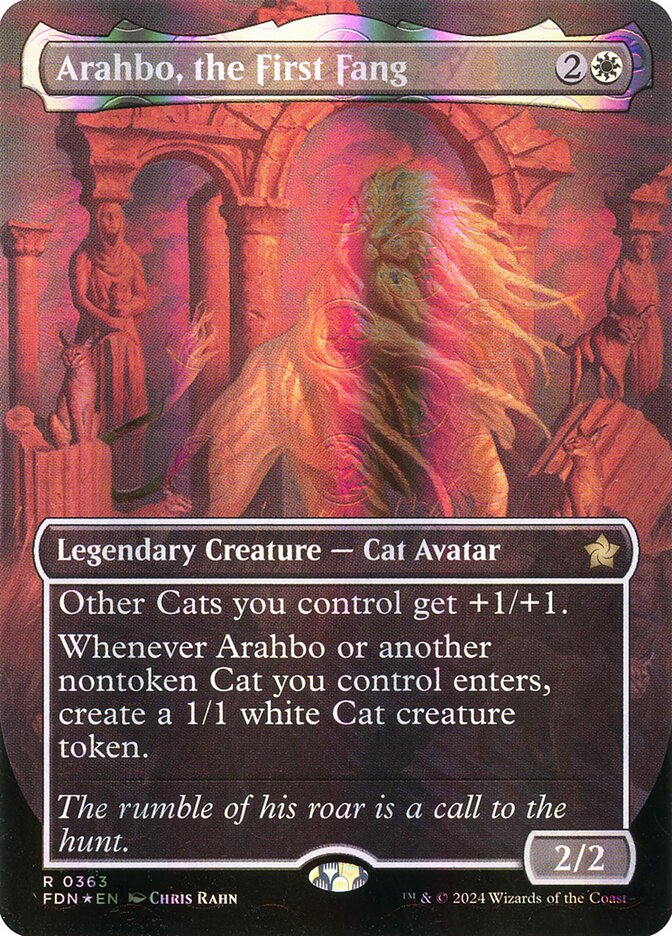 Arahbo, the First Fang 2
Legendary Creature — Cat Avatar
Other Cats you control get +1/+1.
Whenever Arahbo or another
nontoken Cat you control enters,
create a 1/1 white Cat creature
token.
The rumble of his roar is a call to the
hunt.
2/2
R 0363
FDN★EN Chris Rahn
™ & © 2024 Wizards of the Coast